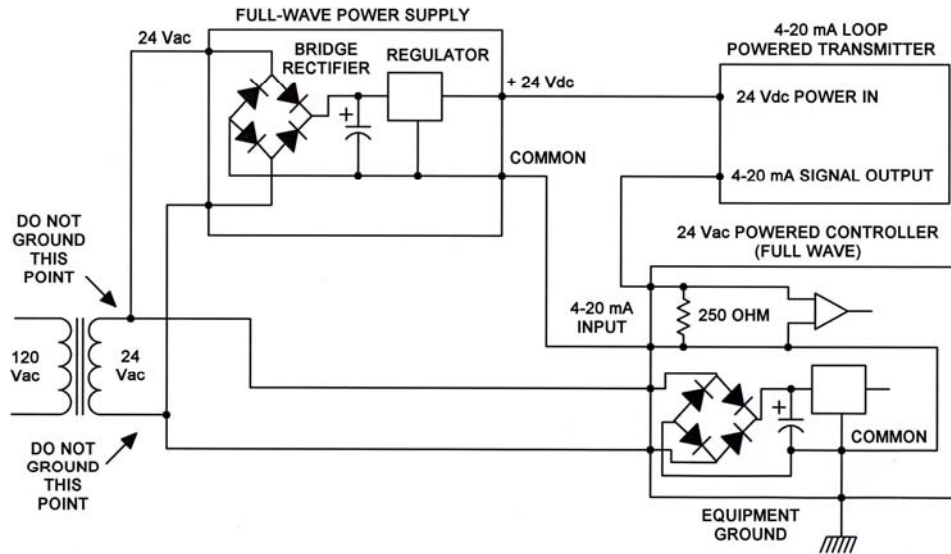 FULL-WAVE POWER SUPPLY
24 Vac
BRIDGE
RECTIFIER
REGULATOR
+
+ 24 Vdc
COMMON
4-20 mA LOOP
POWERED TRANSMITTER
24 Vdc POWER IN
4-20 mA SIGNAL OUTPUT
DO NOT
GROUND
THIS
POINT
24 Vac POWERED CONTROLLER
(FULL WAVE)
4-20 mA
INPUT
250 OHM
120
Vac
24
Vac
+
COMMON
DO NOT
GROUND
THIS
POINT
EQUIPMENT
GROUND